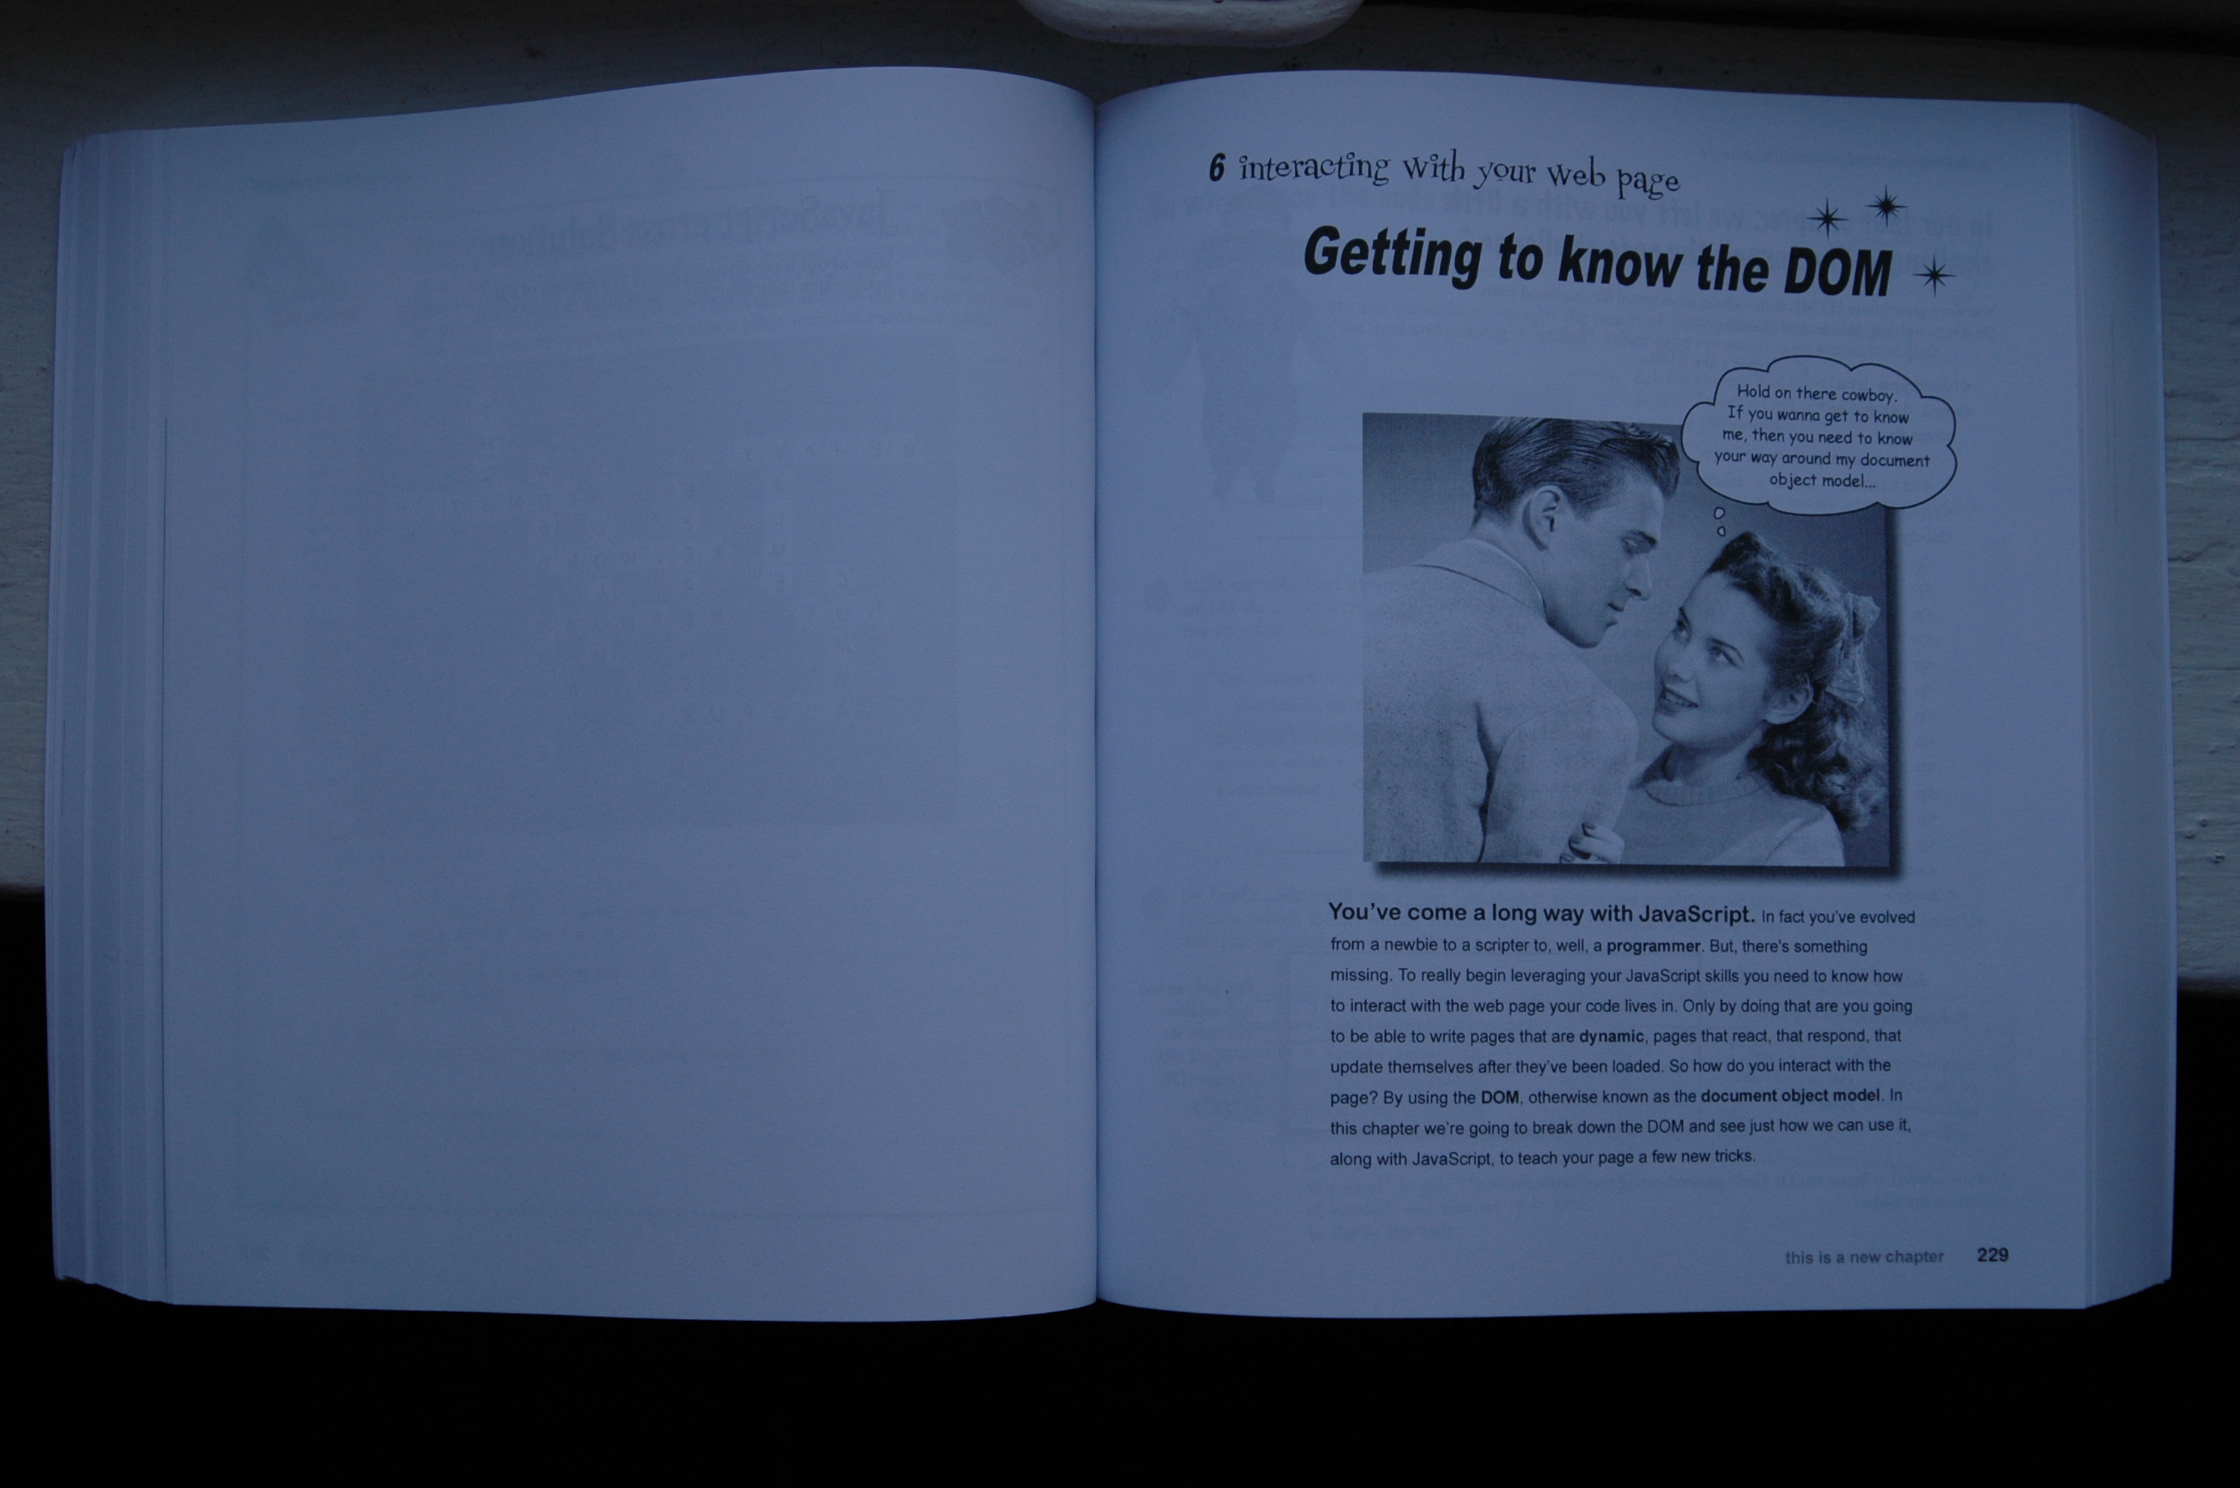 6 interacting with your web page
Getting to know the DOM
Hold on there cowboy.
If you wanna get to know
me, then you need to know
your way around my document
object model...
You've come a long way with JavaScript. In fact you've evolved
from a newbie to a scripter to, well, a programmer. But, there's something
missing. To really begin leveraging your JavaScript skills you need to know how
to interact with the web page your code lives in. Only by doing that are you going
to be able to write pages that are dynamic, pages that react, that respond, that
update themselves after they've been loaded. So how do you interact with the
page? By using the DOM, otherwise known as the document object model. In
this chapter we're going to break down the DOM and see just how we can use it,
along with JavaScript, to teach your page a few new tricks.
this is a new chapter 229